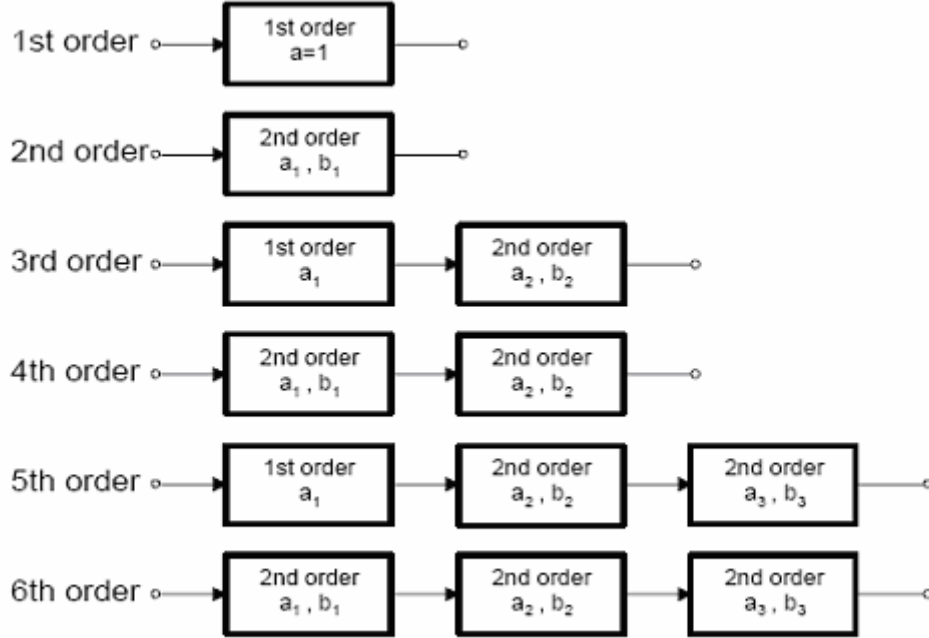 1st order
1st order
a=1
2nd order
2nd order
a₁ , b₁
3rd order
1st order
a₁
2nd order
a₂ , b₂
4th order
2nd order
a₁ , b₁
2nd order
a₂ , b₂
5th order
1st order
a₁
2nd order
a₂ , b₂
2nd order
a₃ , b₃
6th order
2nd order
a₁ , b₁
2nd order
a₂ , b₂
2nd order
a₃ , b₃